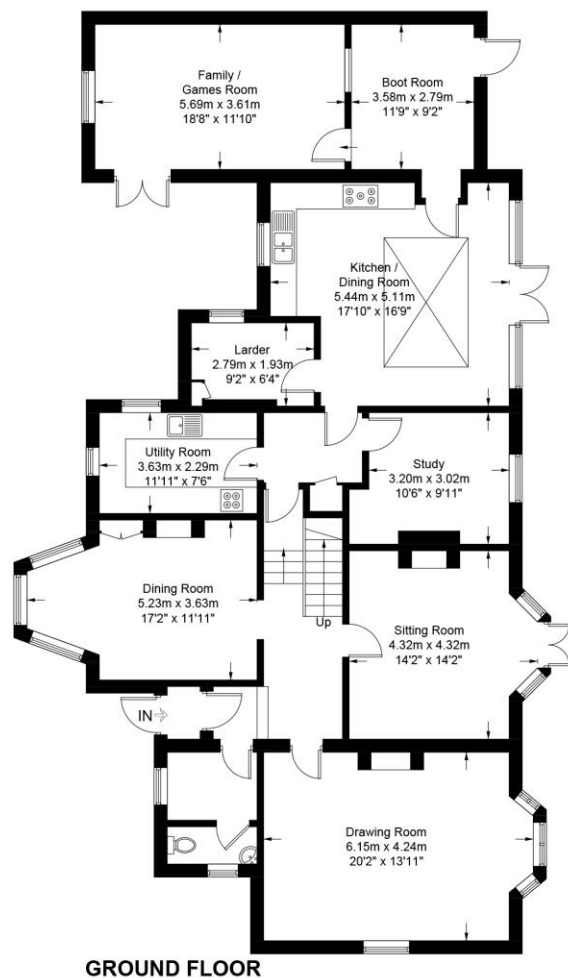 Family /
Games Room
5.69m x 3.61m
18'8" x 11'10"
Boot Room
3.58m x 2.79m
11'9" x 9'2"
Kitchen /
Dining Room
5.44m x 5.11m
17'10" x 16'9"
Larder
2.79m x 1.93m
9'2" x 6'4"
Utility Room
3.63m x 2.29m
11'11" x 7'6"
Study
3.20m x 3.02m
10'6" x 9'11"
Dining Room
5.23m x 3.63m
17'2" x 11'11"
Up
Sitting Room
4.32m x 4.32m
14'2" x 14'2"
IN
Drawing Room
6.15m x 4.24m
20'2" x 13'11"
GROUND FLOOR